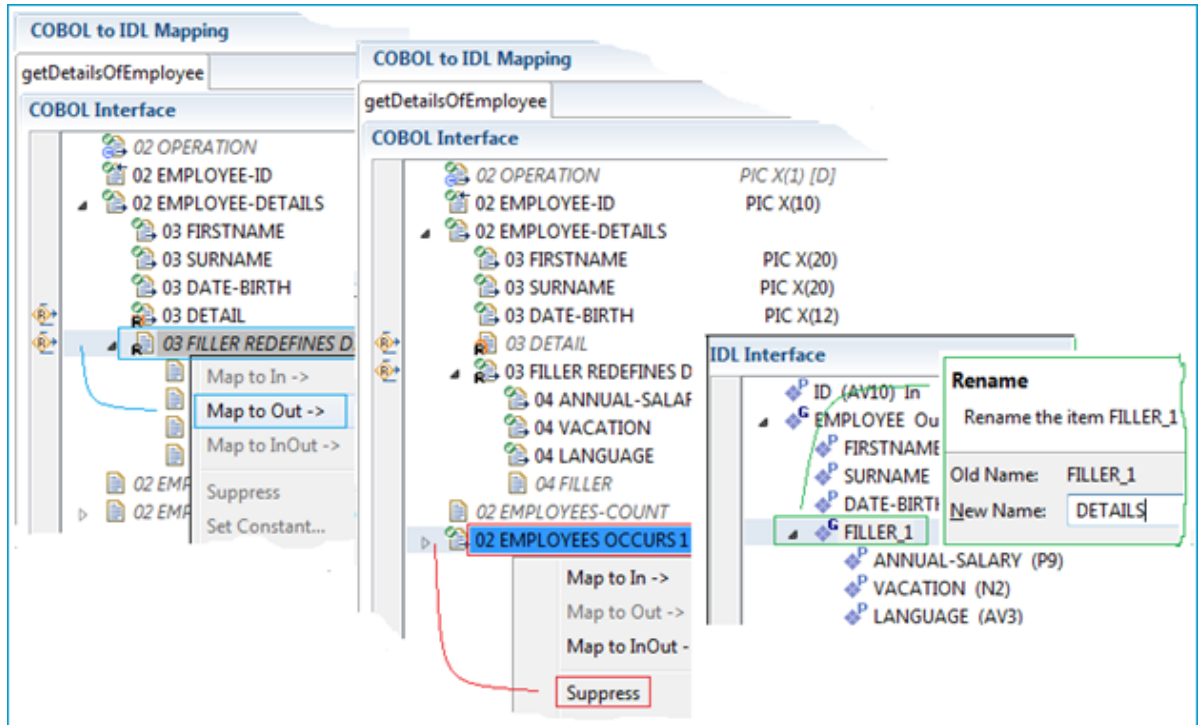 COBOL to IDL Mapping
getDetailsOfEmployee
COBOL Interface
02 OPERATION
02 EMPLOYEE-ID
02 EMPLOYEE-DETAILS
03 FIRSTNAME
03 SURNAME
03 DATE-BIRTH
03 DETAIL
03 FILLER REDEFINES D
Map to In ->
Map to Out ->
Map to InOut ->
Suppress
Set Constant...
02 EMP
02 EMP
COBOL to IDL Mapping
getDetailsOfEmployee
COBOL Interface
02 OPERATION PIC X(1) [D]
02 EMPLOYEE-ID PIC X(10)
02 EMPLOYEE-DETAILS
03 FIRSTNAME PIC X(20)
03 SURNAME PIC X(20)
03 DATE-BIRTH PIC X(12)
03 DETAIL
03 FILLER REDEFINES D
04 ANNUAL-SALAR
04 VACATION
04 LANGUAGE
04 FILLER
02 EMPLOYEES-COUNT
02 EMPLOYEES OCCURS 1
Map to In ->
Map to Out ->
Map to InOut -
Suppress
IDL Interface
ID (AV10) In
EMPLOYEE Ou
FIRSTNAME
SURNAME
DATE-BIRTH
FILLER_1
ANNUAL-SALARY (P9)
VACATION (N2)
LANGUAGE (AV3)
Rename
Rename the item FILLER_1
Old Name: FILLER_1
New Name: DETAILS